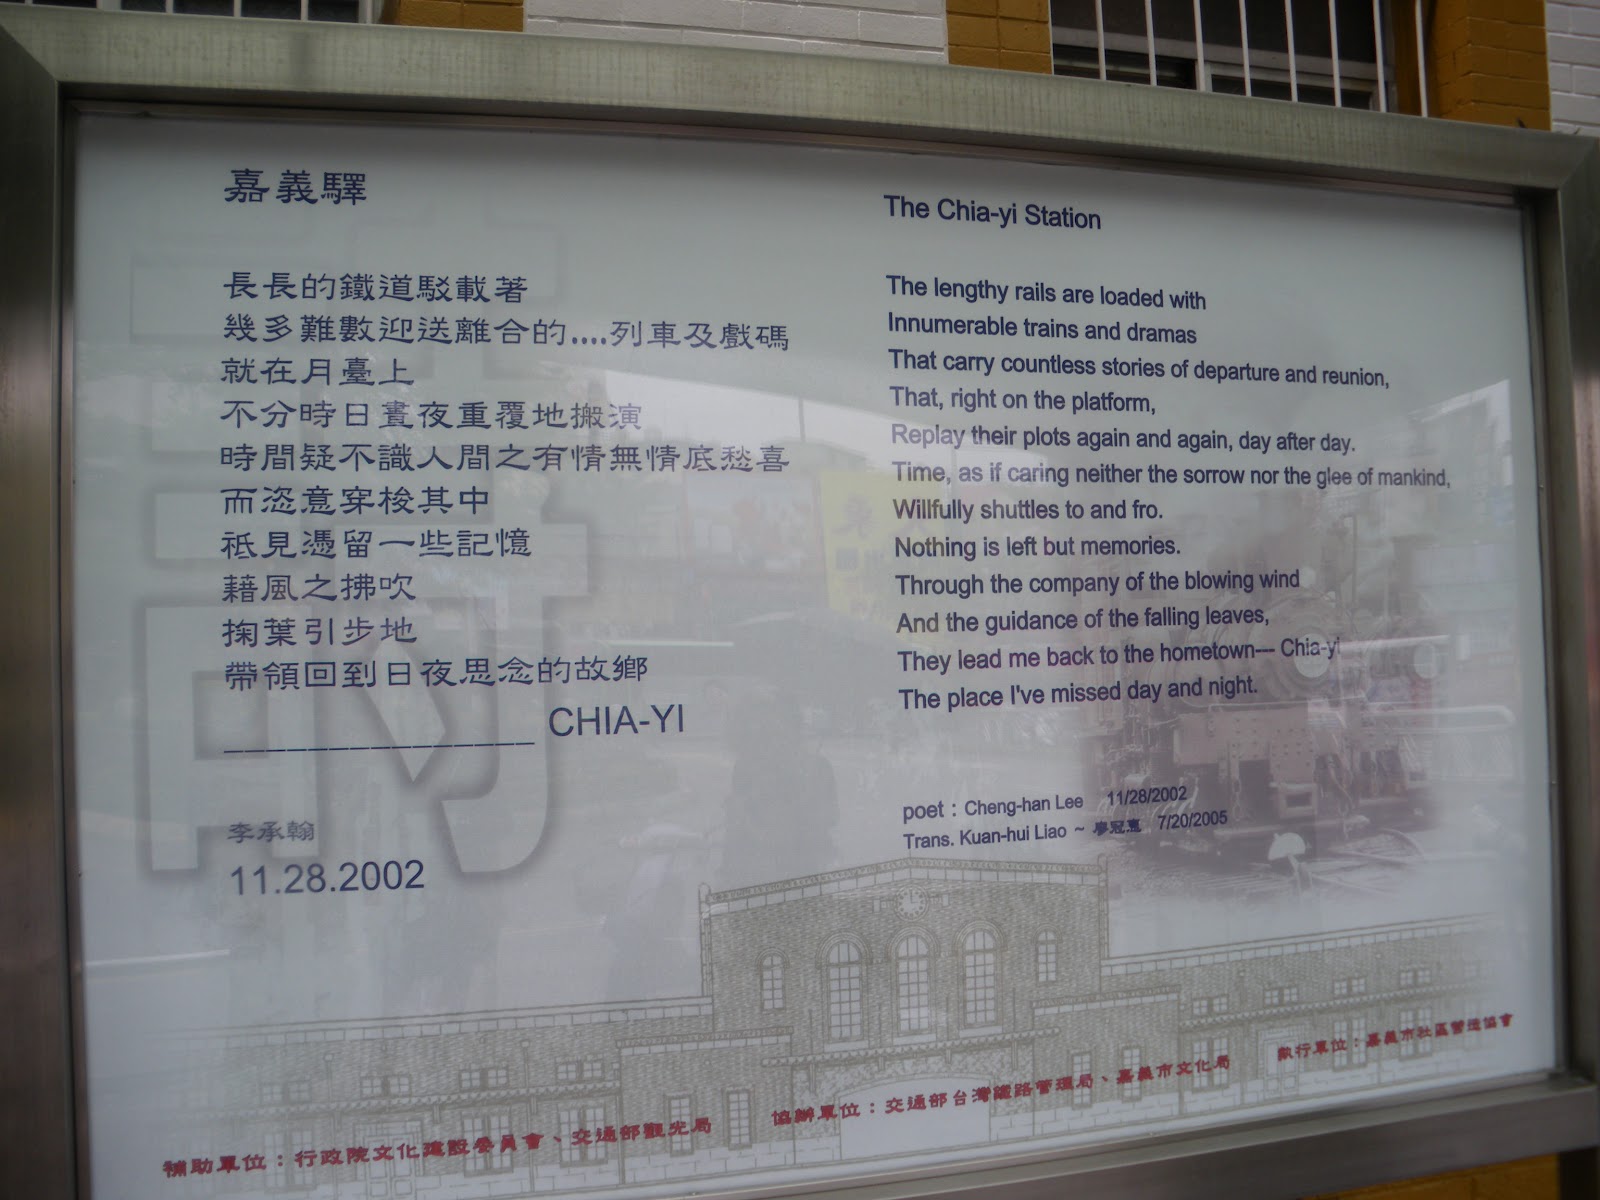 嘉義驛
長長的鐵道駁載著
幾多難數迎送離合的....列車及戲碼
就在月臺上
不分時日晝夜重覆地搬演
時間疑不識人間之有情無情底愁喜
而恣意穿梭其中
祗見憑留一些記憶
藉風之拂吹
掬葉引步地
帶領回到日夜思念的故鄉
_______________ CHIA-YI
李承翰
11.28.2002
The Chia-yi Station
The lengthy rails are loaded with
Innumerable trains and dramas
That carry countless stories of departure and reunion,
That, right on the platform,
Replay their plots again and again, day after day.
Time, as if caring neither the sorrow nor the glee of mankind,
Willfully shuttles to and fro.
Nothing is left but memories.
Through the company of the blowing wind
And the guidance of the falling leaves,
They lead me back to the hometown--- Chia-yi
The place I've missed day and night.
poet : Cheng-han Lee 11/28/2002
Trans. Kuan-hui Liao ~ 廖冠蕙 7/20/2005
詩
補助單位：行政院文化建設委員會、交通部觀光局
協辦單位：交通部台灣鐵路管理局、嘉義市文化局
執行單位：嘉義市社區營造協會